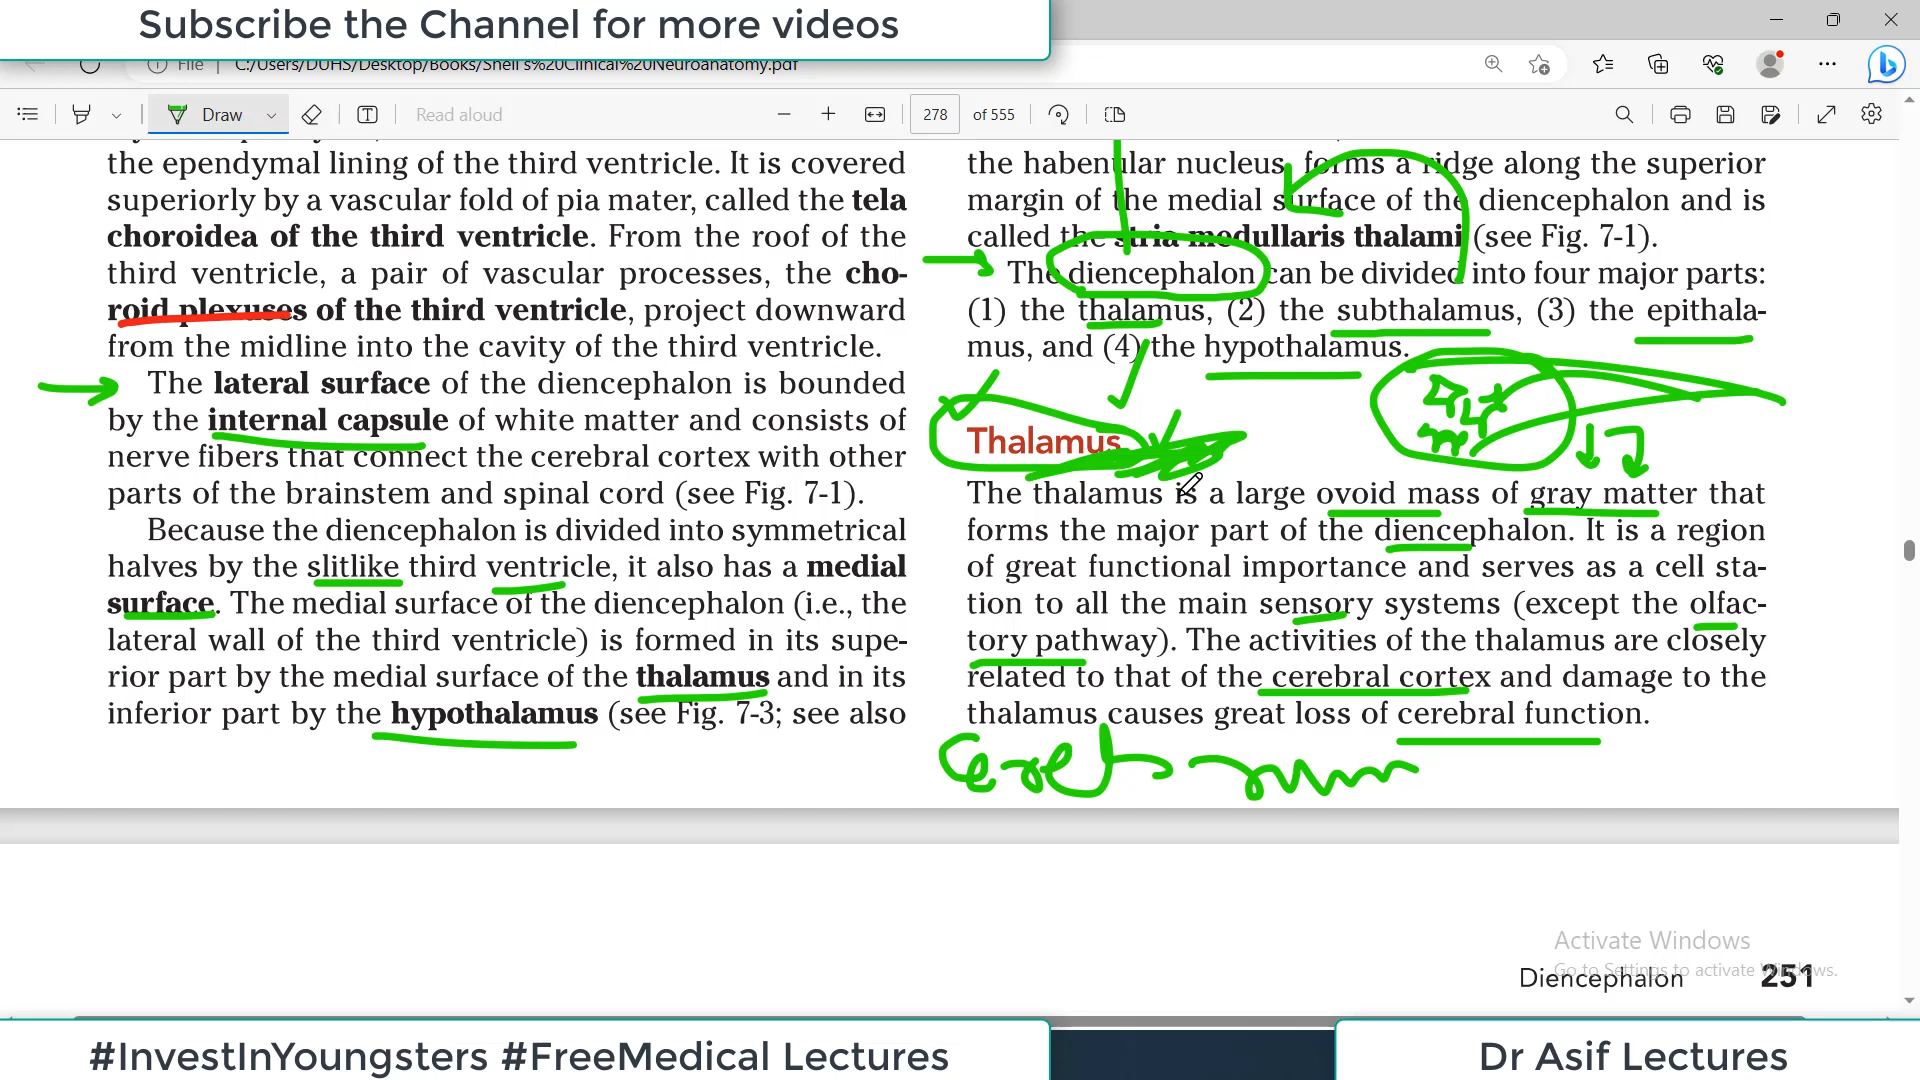 Subscribe the Channel for more videos
File | C:/Users/DUHS/Desktop/Books/Snell's%20Clinical%20Neuroanatomy.pdf
Draw
Read aloud
278 of 555
the ependymal lining of the third ventricle. It is covered
superiorly by a vascular fold of pia mater, called the tela
choroidea of the third ventricle. From the roof of the
third ventricle, a pair of vascular processes, the cho-
roid plexuses of the third ventricle, project downward
from the midline into the cavity of the third ventricle.
The lateral surface of the diencephalon is bounded
by the internal capsule of white matter and consists of
nerve fibers that connect the cerebral cortex with other
parts of the brainstem and spinal cord (see Fig. 7-1).
Because the diencephalon is divided into symmetrical
halves by the slitlike third ventricle, it also has a medial
surface. The medial surface of the diencephalon (i.e., the
lateral wall of the third ventricle) is formed in its supe-
rior part by the medial surface of the thalamus and in its
inferior part by the hypothalamus (see Fig. 7-3; see also
the habenular nucleus, forms a ridge along the superior
margin of the medial surface of the diencephalon and is
called the stria medullaris thalami (see Fig. 7-1).
The diencephalon can be divided into four major parts:
(1) the thalamus, (2) the subthalamus, (3) the epithala-
mus, and (4) the hypothalamus.
Thalamus
The thalamus is a large ovoid mass of gray matter that
forms the major part of the diencephalon. It is a region
of great functional importance and serves as a cell sta-
tion to all the main sensory systems (except the olfac-
tory pathway). The activities of the thalamus are closely
related to that of the cerebral cortex and damage to the
thalamus causes great loss of cerebral function.
Activate Windows
Go to Settings to activate Windows.
Diencephalon 251
#InvestInYoungsters #FreeMedical Lectures
Dr Asif Lectures